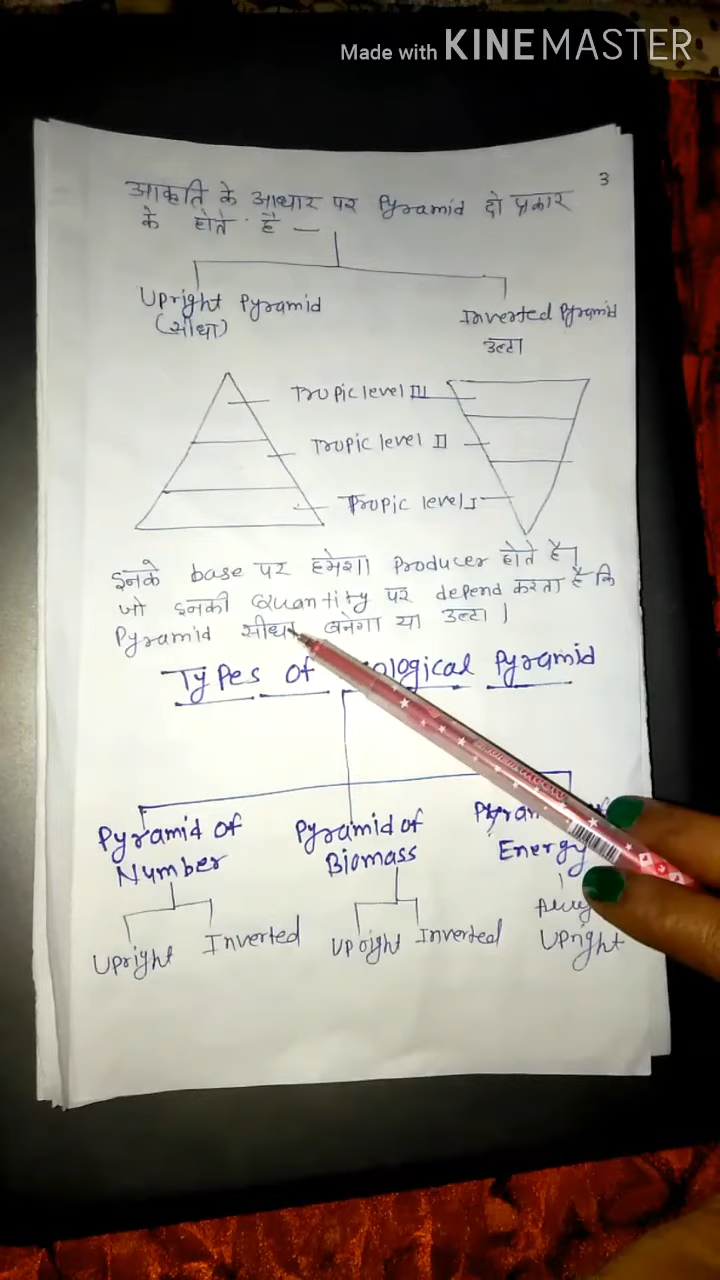 Made with KINEMASTER
3
आकृति के आधार पर Pyramid दो प्रकार
के होते है —
Upright Pyramid
(सीधा)
Inverted Pyramid
उल्टा
Tropic level III
Tropic level II
Tropic level I
इनके base पर हमेशा Producer होते है।
जो इनकी Quantity पर depend करता है कि
Pyramid सीधा बनेगा या उल्टा।
Types of Pyramid
Pyramid of
Number
Pyramid of
Biomass
Energy
Upright
Inverted
Upright
Inverted
Upright